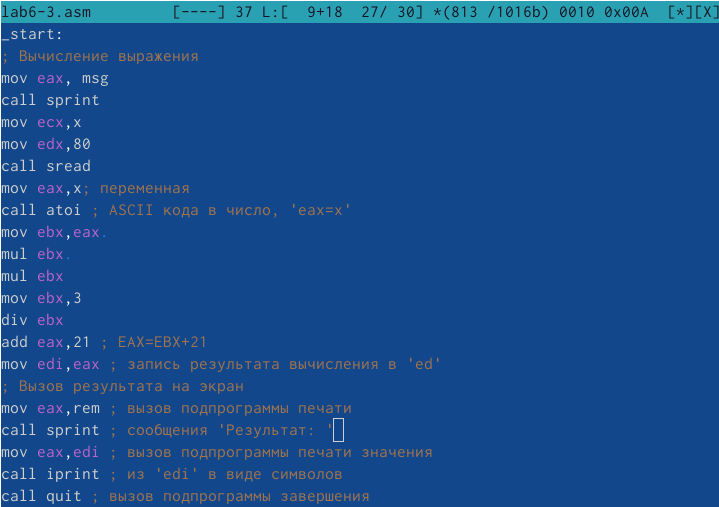 lab6-3.asm [----] 37 L:[ 9+18 27/ 30] *(813 /1016b) 0010 0x00A [*][X]
_start:
; Вычисление выражения
mov eax, msg
call sprint
mov ecx,x
mov edx,80
call sread
mov eax,x; переменная
call atoi ; ASCII кода в число, 'eax=x'
mov ebx,eax.
mul ebx.
mul ebx
mov ebx,3
div ebx
add eax,21 ; EAX=EBX+21
mov edi,eax ; запись результата вычисления в 'ed'
; Вызов результата на экран
mov eax,rem ; вызов подпрограммы печати
call sprint ; сообщения 'Результат: '
mov eax,edi ; вызов подпрограммы печати значения
call iprint ; из 'edi' в виде символов
call quit ; вызов подпрограммы завершения